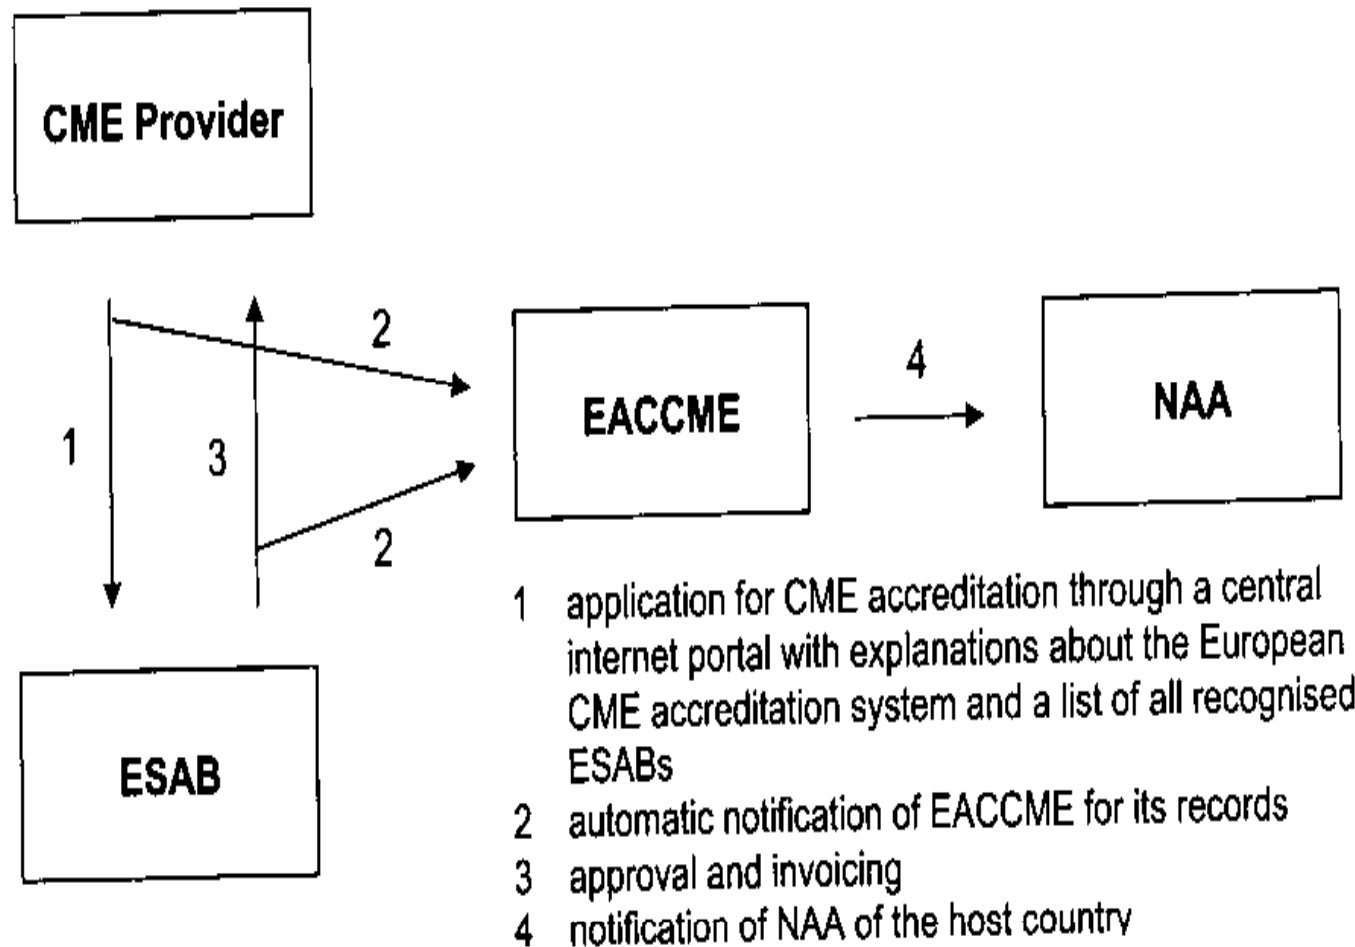 CME Provider
2
4
EACCME
NAA
1
3
2
ESAB
1 application for CME accreditation through a central
internet portal with explanations about the European
CME accreditation system and a list of all recognised
ESABs
2 automatic notification of EACCME for its records
3 approval and invoicing
4 notification of NAA of the host country